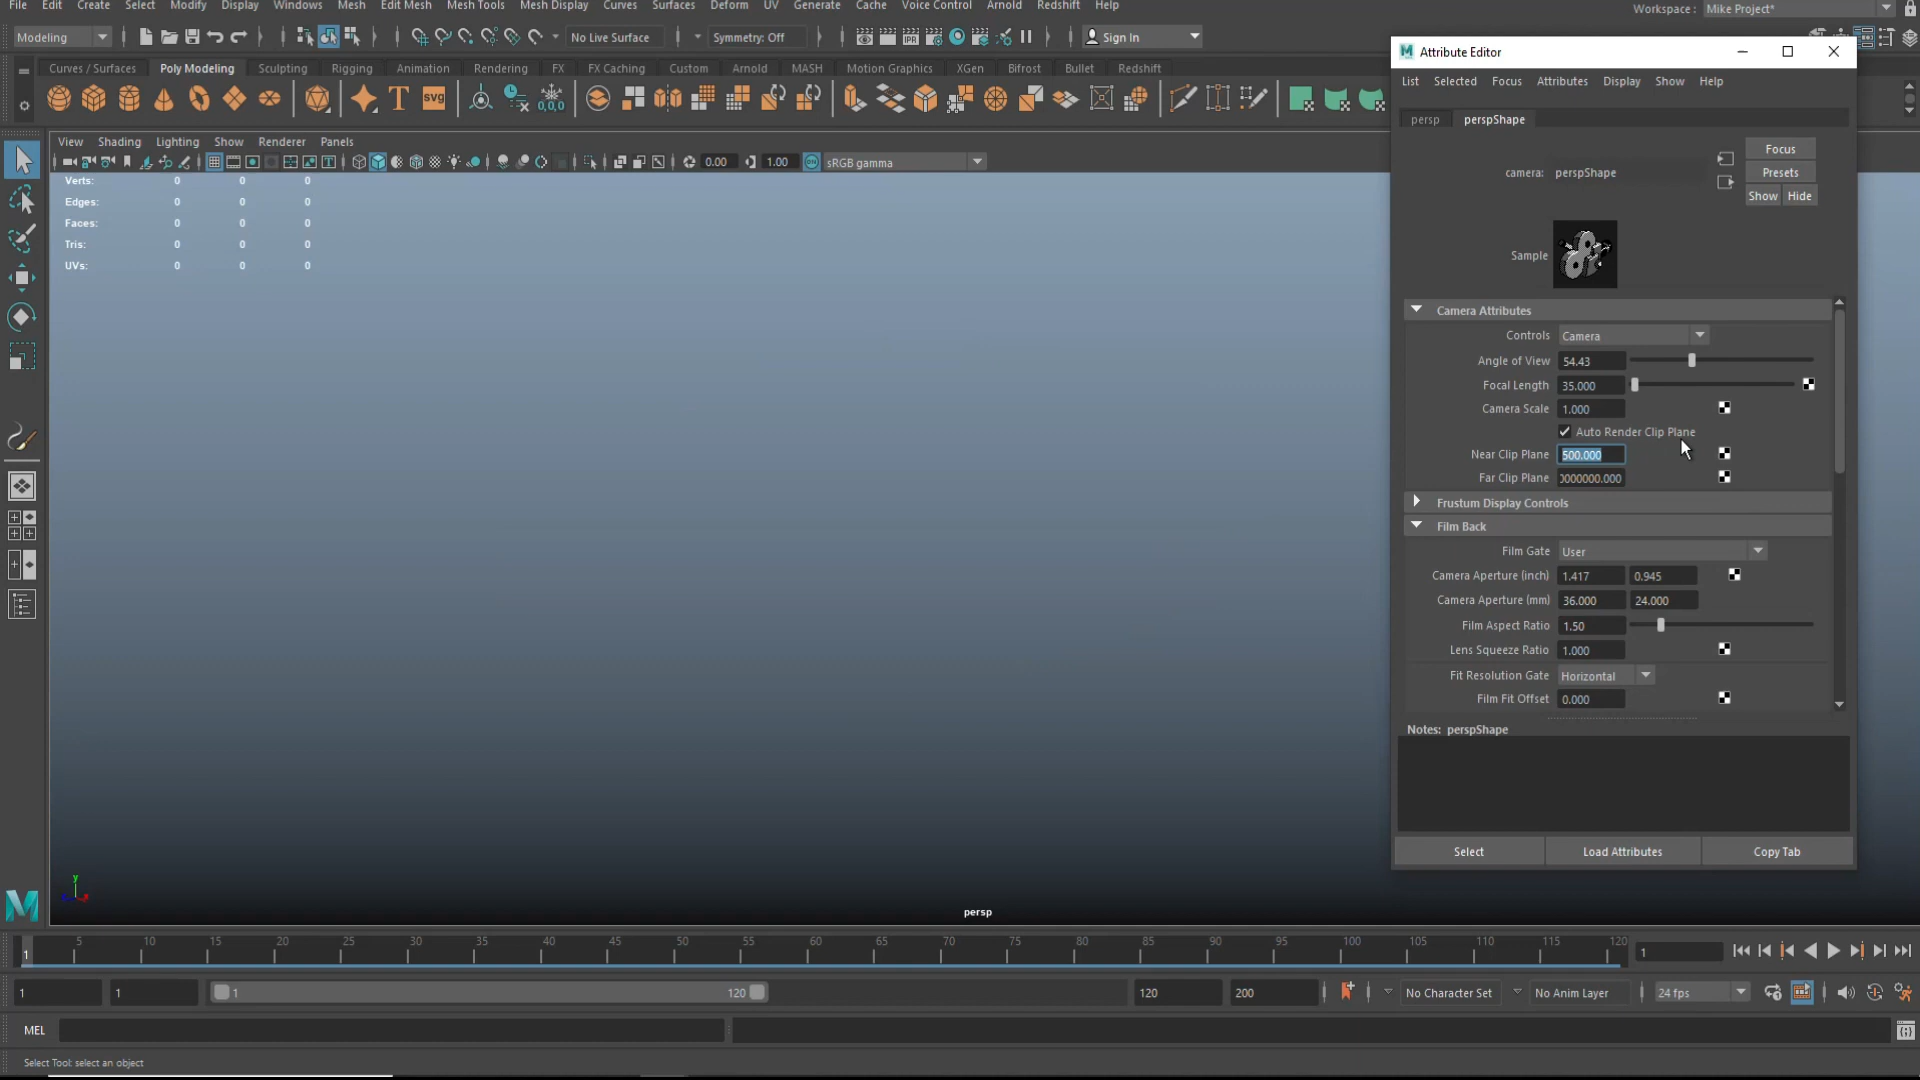 File Edit Create Select Modify Display Windows Mesh Edit Mesh Mesh Tools Mesh Display Curves Surfaces Deform UV Generate Cache Voice Control Arnold Redshift Help
Workspace : Mike Project*
Modeling No Live Surface Symmetry: Off Sign In
Curves / Surfaces Poly Modeling Sculpting Rigging Animation Rendering FX FX Caching Custom Arnold MASH Motion Graphics XGen Bifrost Bullet Redshift
View Shading Lighting Show Renderer Panels
0.00 1.00 sRGB gamma
Verts: 0 0 0
Edges: 0 0 0
Faces: 0 0 0
Tris: 0 0 0
UVs: 0 0 0
Attribute Editor
List Selected Focus Attributes Display Show Help
persp perspShape
Focus
camera: perspShape Presets
Show Hide
Sample
Camera Attributes
Controls Camera
Angle of View 54.43
Focal Length 35.000
Camera Scale 1.000
Auto Render Clip Plane
Near Clip Plane 500.000
Far Clip Plane 0000000.000
Frustum Display Controls
Film Back
Film Gate User
Camera Aperture (inch) 1.417 0.945
Camera Aperture (mm) 36.000 24.000
Film Aspect Ratio 1.50
Lens Squeeze Ratio 1.000
Fit Resolution Gate Horizontal
Film Fit Offset 0.000
Notes: perspShape
Select Load Attributes Copy Tab
y
persp
1 5 10 15 20 25 30 35 40 45 50 55 60 65 70 75 80 85 90 95 100 105 110 115 120 1
1 1 1 120 120 200 No Character Set No Anim Layer 24 fps
MEL
Select Tool: select an object